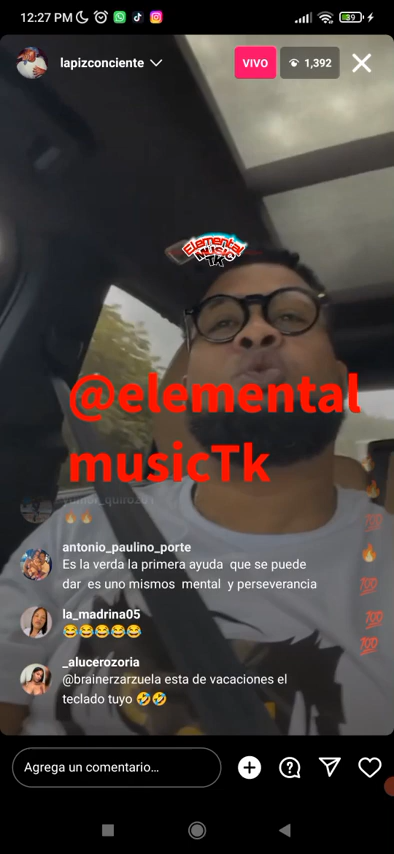 12:27 PM
39
lapizconciente
VIVO
1,392
Elemental
MUSIC
TK
@elemental
musicTk
antonio_paulino_porte
Es la verda la primera ayuda que se puede
dar es uno mismos mental y perseverancia
la_madrina05
😂😂😂😂😂
_alucerozoria
@brainerzarzuela esta de vacaciones el
teclado tuyo 🤣🤣
Agrega un comentario...